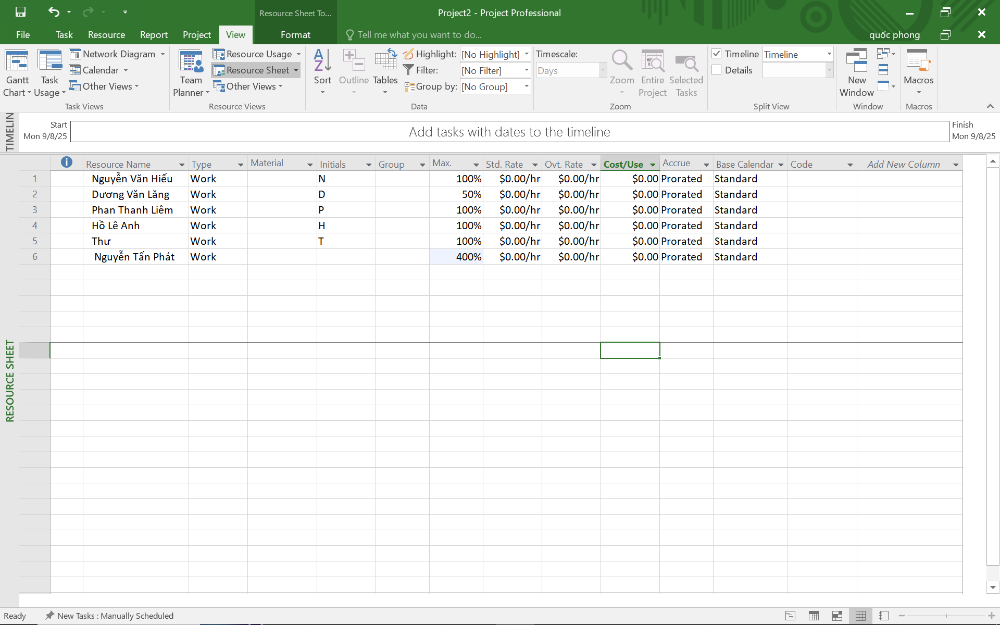 Resource Sheet To...
Project2 - Project Professional
File Task Resource Report Project View Format Tell me what you want to do... quốc phong
Gantt Chart
Task Usage
Network Diagram
Calendar
Other Views
Task Views
Team Planner
Resource Usage
Resource Sheet
Other Views
Resource Views
Sort
Outline
Tables
Highlight: [No Highlight]
Filter: [No Filter]
Group by: [No Group]
Data
Timescale:
Days
Zoom
Entire Project
Selected Tasks
Zoom
Timeline Timeline
Details
Split View
New Window
Window
Macros
Macros
TIMELIN
Start
Mon 9/8/25
Add tasks with dates to the timeline
Finish
Mon 9/8/25
RESOURCE SHEET
Resource Name Type Material Initials Group Max. Std. Rate Ovt. Rate Cost/Use Accrue Base Calendar Code Add New Column
1 Nguyễn Văn Hiếu Work N 100% $0.00/hr $0.00/hr $0.00 Prorated Standard
2 Dương Văn Lăng Work D 50% $0.00/hr $0.00/hr $0.00 Prorated Standard
3 Phan Thanh Liêm Work P 100% $0.00/hr $0.00/hr $0.00 Prorated Standard
4 Hồ Lê Anh Work H 100% $0.00/hr $0.00/hr $0.00 Prorated Standard
5 Thư Work T 100% $0.00/hr $0.00/hr $0.00 Prorated Standard
6 Nguyễn Tấn Phát Work 400% $0.00/hr $0.00/hr $0.00 Prorated Standard
Ready New Tasks : Manually Scheduled